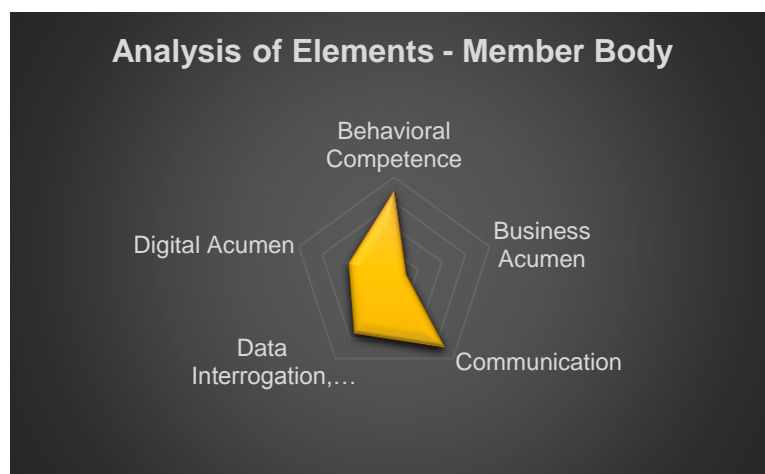 Analysis of Elements - Member Body
Behavioral
Competence
Business
Acumen
Digital Acumen
Data
Interrogation,…
Communication